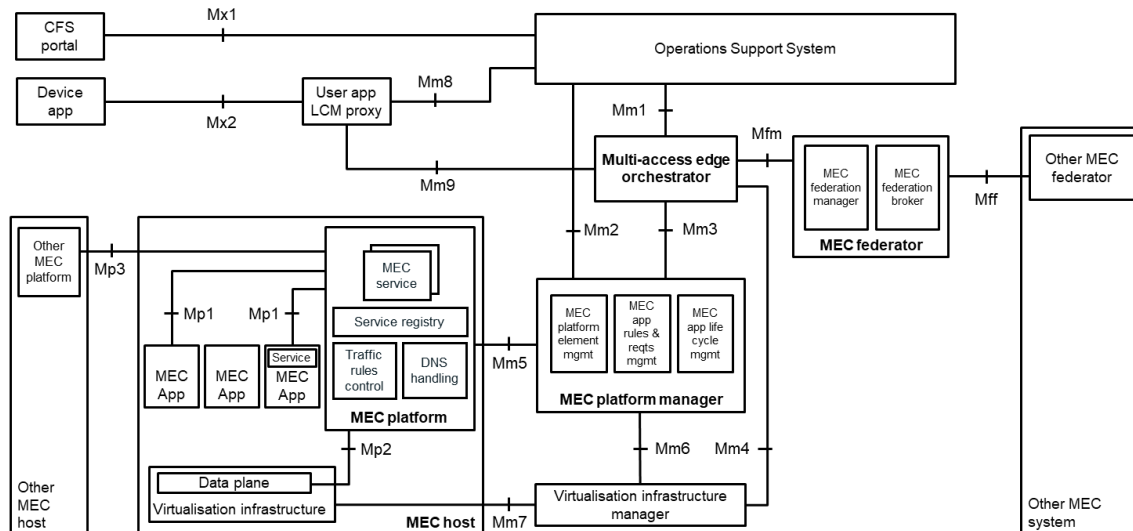 CFS
portal
Mx1
Operations Support System
Device
app
Mx2
User app
LCM proxy
Mm8
Mm1
Mm9
Multi-access edge
orchestrator
Mfm
MEC
federation
manager
MEC
federation
broker
MEC federator
Mff
Other MEC
federator
Mm2
Mm3
Other
MEC
platform
Mp3
Mp1
Mp1
MEC
service
Service registry
Traffic
rules
control
DNS
handling
MEC platform
MEC
App
MEC
App
Service
MEC
App
Mm5
MEC
platform
element
mgmt
MEC
app
rules &
reqts
mgmt
MEC
app life
cycle
mgmt
MEC platform manager
Mp2
Mm6
Mm4
Data plane
Virtualisation infrastructure
Other
MEC
host
MEC host
Mm7
Virtualisation infrastructure
manager
Other MEC
system